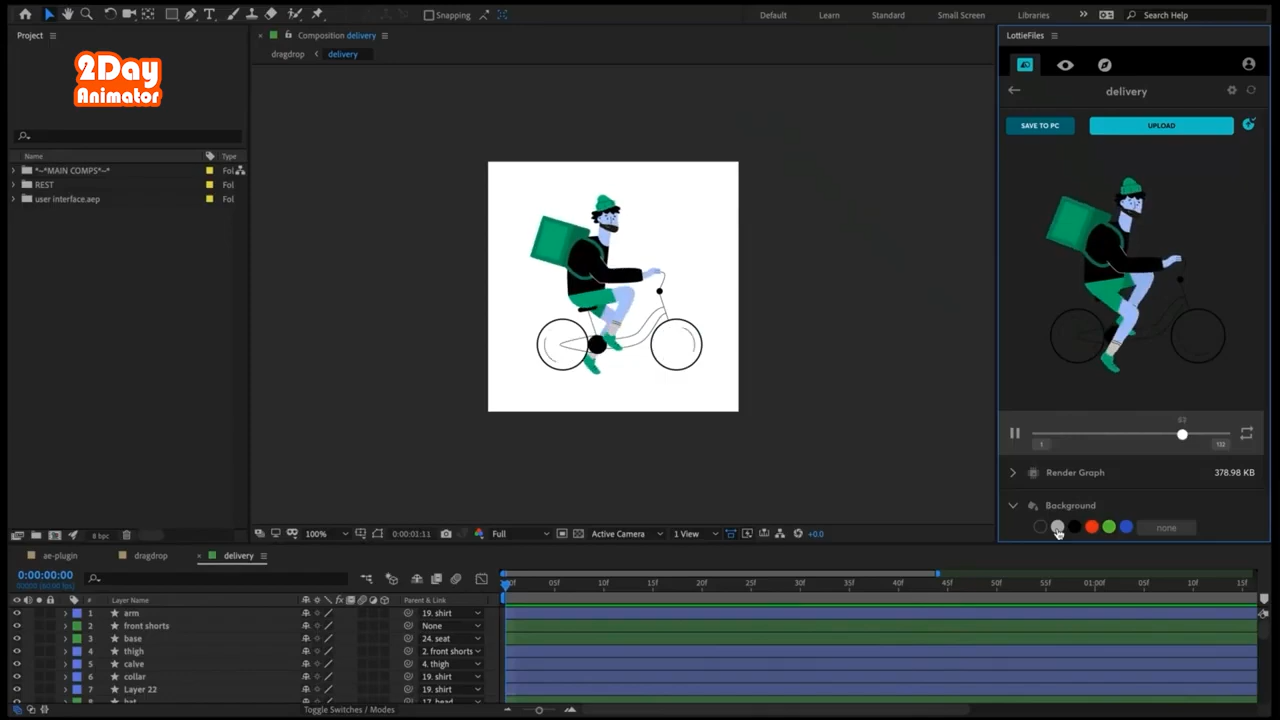 Snapping
Default
Learn
Standard
Small Screen
Libraries
Search Help
Project
Composition delivery
LottieFiles
dragdrop
delivery
2Day
Animator
delivery
SAVE TO PC
UPLOAD
Name
Type
*~*MAIN COMPS*~*
Fol
REST
Fol
user interface.aep
Fol
1
132
Render Graph
378.98 KB
Background
none
8 bpc
100%
0:00:01:11
Full
Active Camera
1 View
+0.0
ae-plugin
dragdrop
delivery
0:00:00:00
05f
10f
15f
20f
25f
30f
35f
40f
45f
50f
55f
01:00f
05f
10f
15f
#
Layer Name
Parent & Link
1 arm 19. shirt
2 front shorts None
3 base 24. seat
4 thigh 2. front shorts
5 calve 4. thigh
6 collar 19. shirt
7 Layer 22 19. shirt
8 hat 17. head
Toggle Switches / Modes